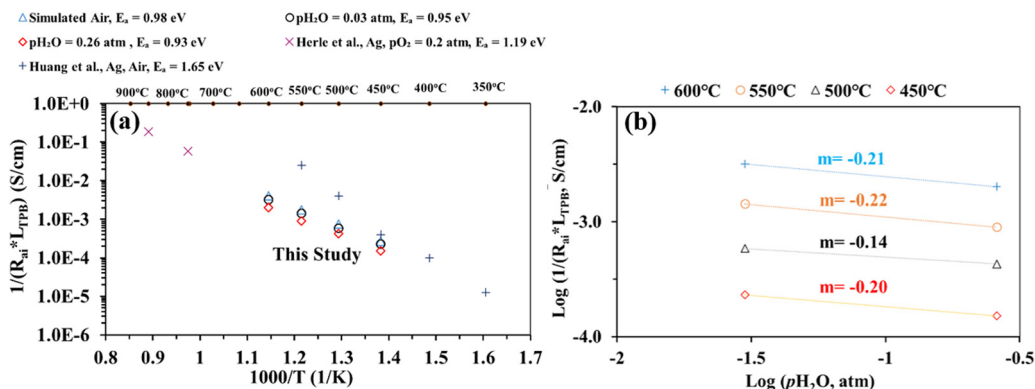 Simulated Air, Eₐ = 0.98 eV
pH₂O = 0.03 atm, Eₐ = 0.95 eV
pH₂O = 0.26 atm , Eₐ = 0.93 eV
Herle et al., Ag, pO₂ = 0.2 atm, Eₐ = 1.19 eV
Huang et al., Ag, Air, Eₐ = 1.65 eV
900°C 800°C 700°C 600°C 550°C 500°C 450°C 400°C 350°C
(a)
1.0E+0
1.0E-1
1.0E-2
1.0E-3
1.0E-4
1.0E-5
1.0E-6
This Study
1/(Rₐᵢ*L_TPB) (S/cm)
0.8 0.9 1 1.1 1.2 1.3 1.4 1.5 1.6 1.7
1000/T (1/K)
600°C 550°C 500°C 450°C
(b)
-2.0
-3.0
-4.0
m= -0.21
m= -0.22
m= -0.14
m= -0.20
Log (1/(Rₐᵢ*L_TPB, S/cm)
-2 -1.5 -1 -0.5
Log (pH₂O, atm)